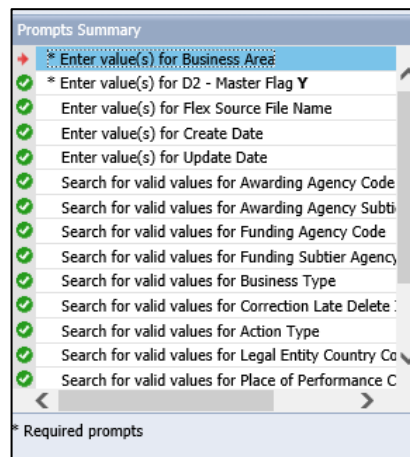 Prompts Summary
* Enter value(s) for Business Area
* Enter value(s) for D2 - Master Flag Y
Enter value(s) for Flex Source File Name
Enter value(s) for Create Date
Enter value(s) for Update Date
Search for valid values for Awarding Agency Code
Search for valid values for Awarding Agency Subti
Search for valid values for Funding Agency Code
Search for valid values for Funding Subtier Agency
Search for valid values for Business Type
Search for valid values for Correction Late Delete
Search for valid values for Action Type
Search for valid values for Legal Entity Country Co
Search for valid values for Place of Performance C
* Required prompts